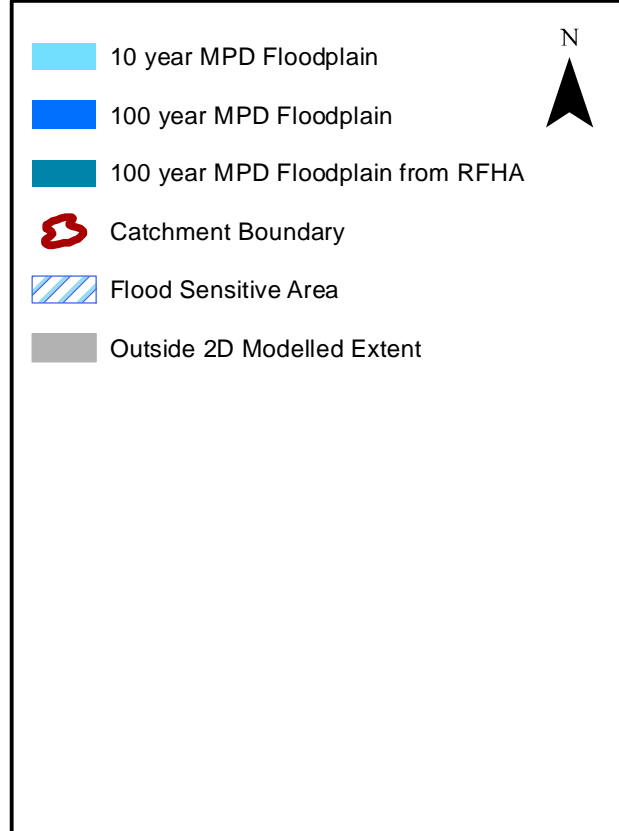 N
10 year MPD Floodplain
100 year MPD Floodplain
100 year MPD Floodplain from RFHA
Catchment Boundary
Flood Sensitive Area
Outside 2D Modelled Extent